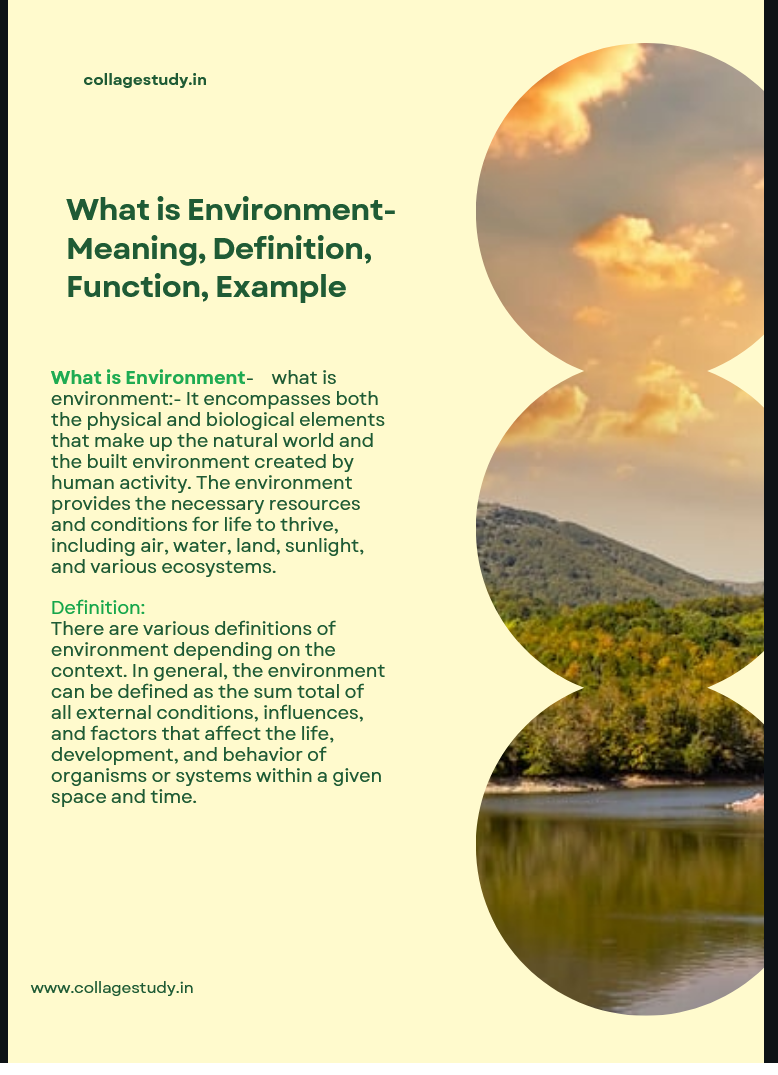 collagestudy.in
What is Environment-
Meaning, Definition,
Function, Example
What is Environment- what is
environment:- It encompasses both
the physical and biological elements
that make up the natural world and
the built environment created by
human activity. The environment
provides the necessary resources
and conditions for life to thrive,
including air, water, land, sunlight,
and various ecosystems.
Definition:
There are various definitions of
environment depending on the
context. In general, the environment
can be defined as the sum total of
all external conditions, influences,
and factors that affect the life,
development, and behavior of
organisms or systems within a given
space and time.
www.collagestudy.in